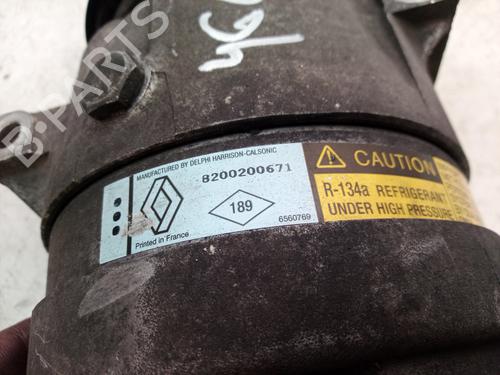 MANUFACTURED BY DELPHI HARRISON-CALSONIC
8200200671
189
6560769
Printed in France
CAUTION
R-134a REFRIGERANT
UNDER HIGH PRESSURE
B-PARTS